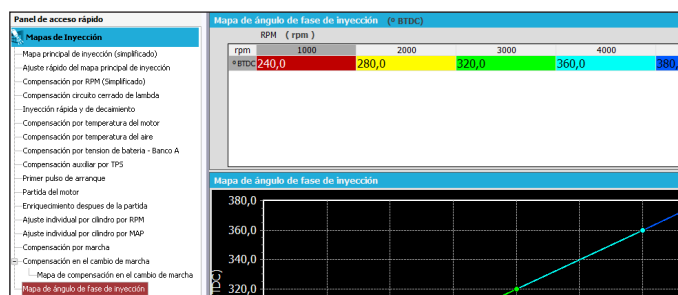 Panel de acceso rápido
Mapas de Inyección
Mapa principal de inyección (simplificado)
Ajuste rápido del mapa principal de inyección
Compensación por RPM (Simplificado)
Compensación circuito cerrado de lambda
Inyección rápida y de decaimiento
Compensación por temperatura del motor
Compensación por temperatura del aire
Compensación por tension de bateria - Banco A
Compensación auxiliar por TPS
Primer pulso de arranque
Partida del motor
Enriquecimiento despues de la partida
Ajuste individual por cilindro por RPM
Ajuste individual por cilindro por MAP
Compensación por marcha
Compensación en el cambio de marcha
Mapa de compensación en el cambio de marcha
Mapa de ángulo de fase de inyección
Mapa de ángulo de fase de inyección (º BTDC)
RPM ( rpm )
rpm 1000 2000 3000 4000
º BTDC 240,0 280,0 320,0 360,0 380,
Mapa de ángulo de fase de inyección
380,0
360,0
340,0
320,0
TDC)